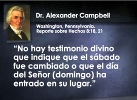 Dr. Alexander Campbell
Washington, Pennsylvania.
Reporte sobre Hechos 5:18, 21
“No hay testimonio divino
que indique que el sábado
fue cambiado o que el día
del Señor (domingo) ha
entrado en su lugar.”